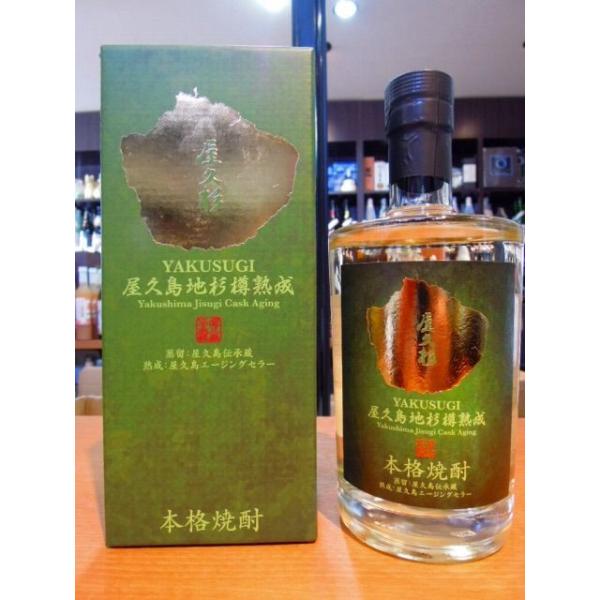 屋久杉
YAKUSUGI
屋久島地杉樽熟成
Yakushima Jisugi Cask Aging
蒸留:屋久島伝承蔵
熟成:屋久島エージングセラー
本格焼酎
屋久杉
YAKUSUGI
屋久島地杉樽熟成
Yakushima Jisugi Cask Aging
本格焼酎
蒸留:屋久島伝承蔵
熟成:屋久島エージングセラー